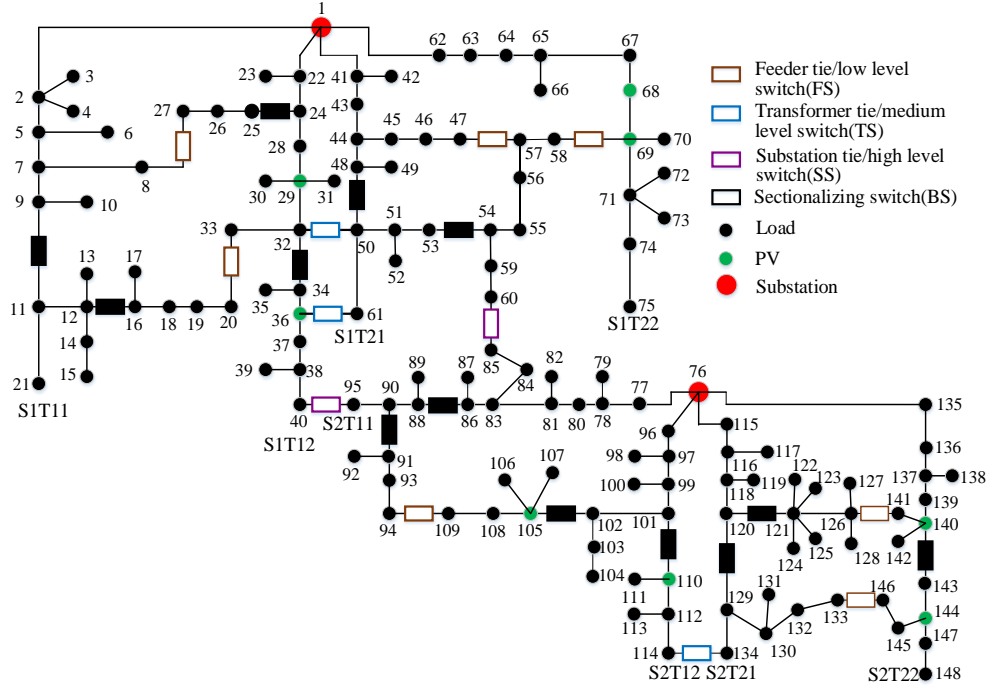 1
62 63 64 65 67
3
23 22 41 42
2
66
68
Feeder tie/low level
switch(FS)
4
27 26 25 24 43
Transformer tie/medium
level switch(TS)
5 6
44 45 46 47
57 58 69 70
28
Substation tie/high level
switch(SS)
7 8
48 49
56
72
30 29 31
71
Sectionalizing switch(BS)
9 10
73
33 32 50 51 53 54 55
Load
74
52
59
PV
13 17
34
35
60
Substation
11 12 16 18 19 20
36 61
75
S1T21
S1T22
14
37
85
15
39 38
84
82 79
76
21
89 87
S1T11
40 95 90
S2T11
88 86 83 81 80 78 77
135
S1T12
96 115
136
91
92
106 107
98 97
116 117
122 123 127
137 138
93
100 99
118 119
141 139
94 109 108 105 102 101
120 121 126 140
103
124 125 128 142
104
110
111
131
129
146 143
144
113 112
132 133
145 147
114 134
130
S2T12 S2T21
S2T22 148